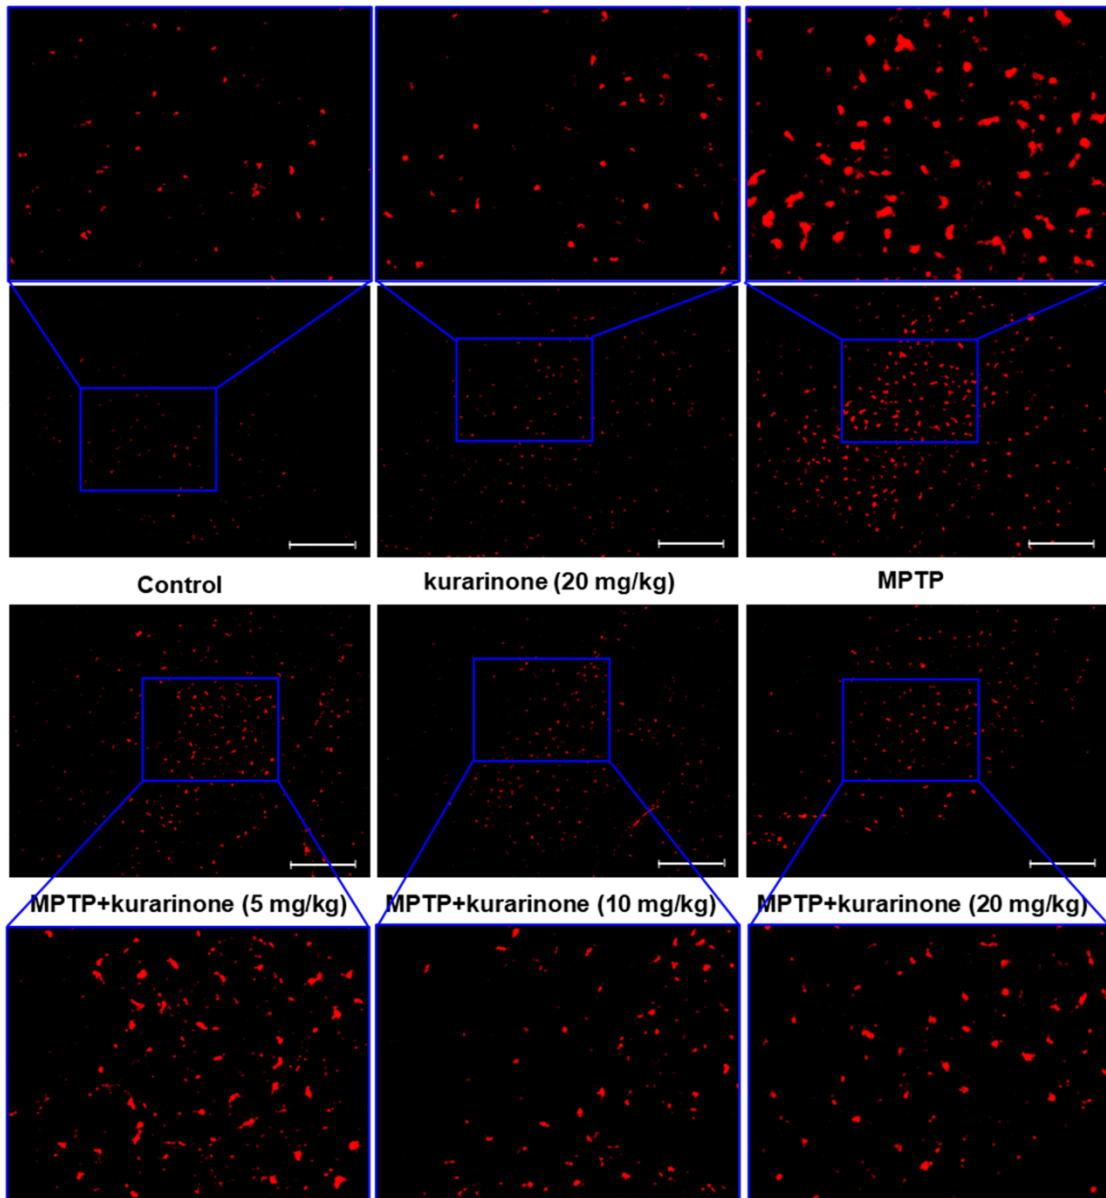 Control
kurarinone (20 mg/kg)
MPTP
MPTP+kurarinone (5 mg/kg)
MPTP+kurarinone (10 mg/kg)
MPTP+kurarinone (20 mg/kg)